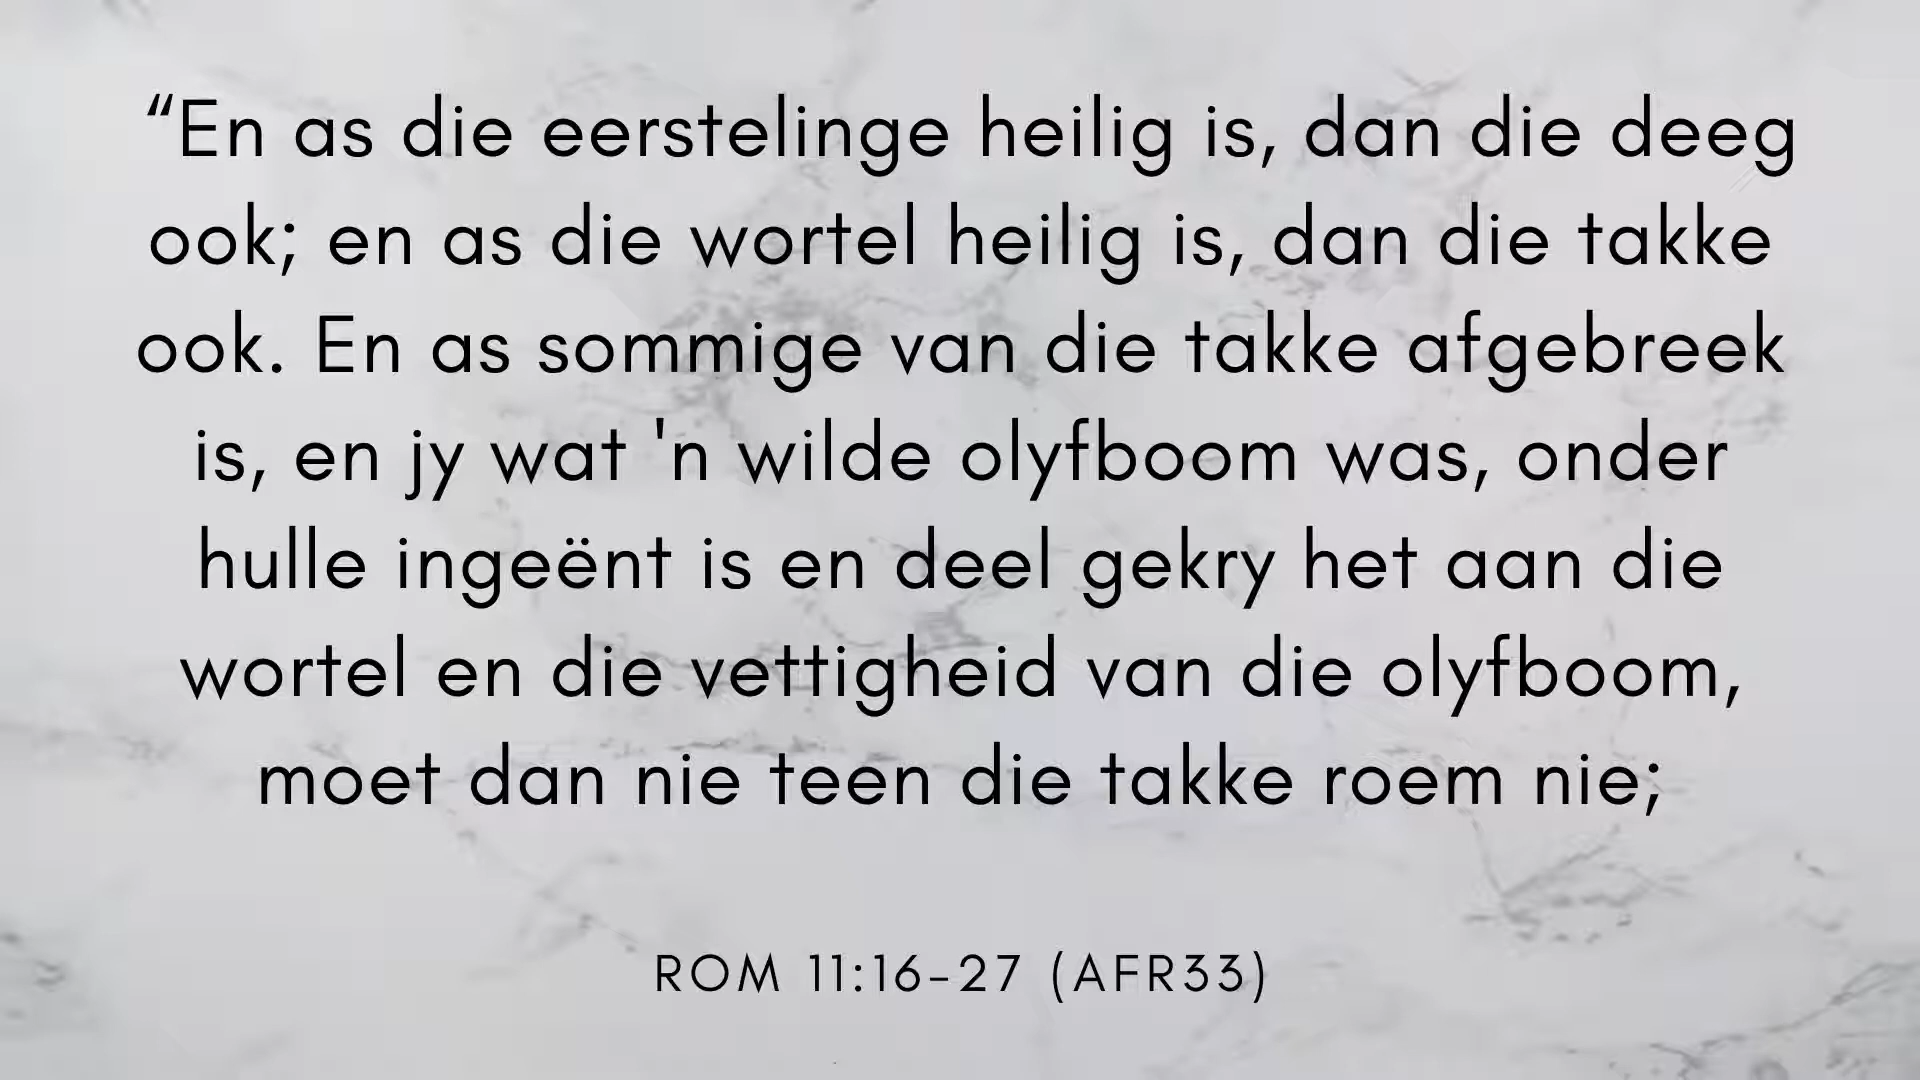 “En as die eerstelinge heilig is, dan die deeg
ook; en as die wortel heilig is, dan die takke
ook. En as sommige van die takke afgebreek
is, en jy wat 'n wilde olyfboom was, onder
hulle ingeënt is en deel gekry het aan die
wortel en die vettigheid van die olyfboom,
moet dan nie teen die takke roem nie;
ROM 11:16-27 (AFR33)